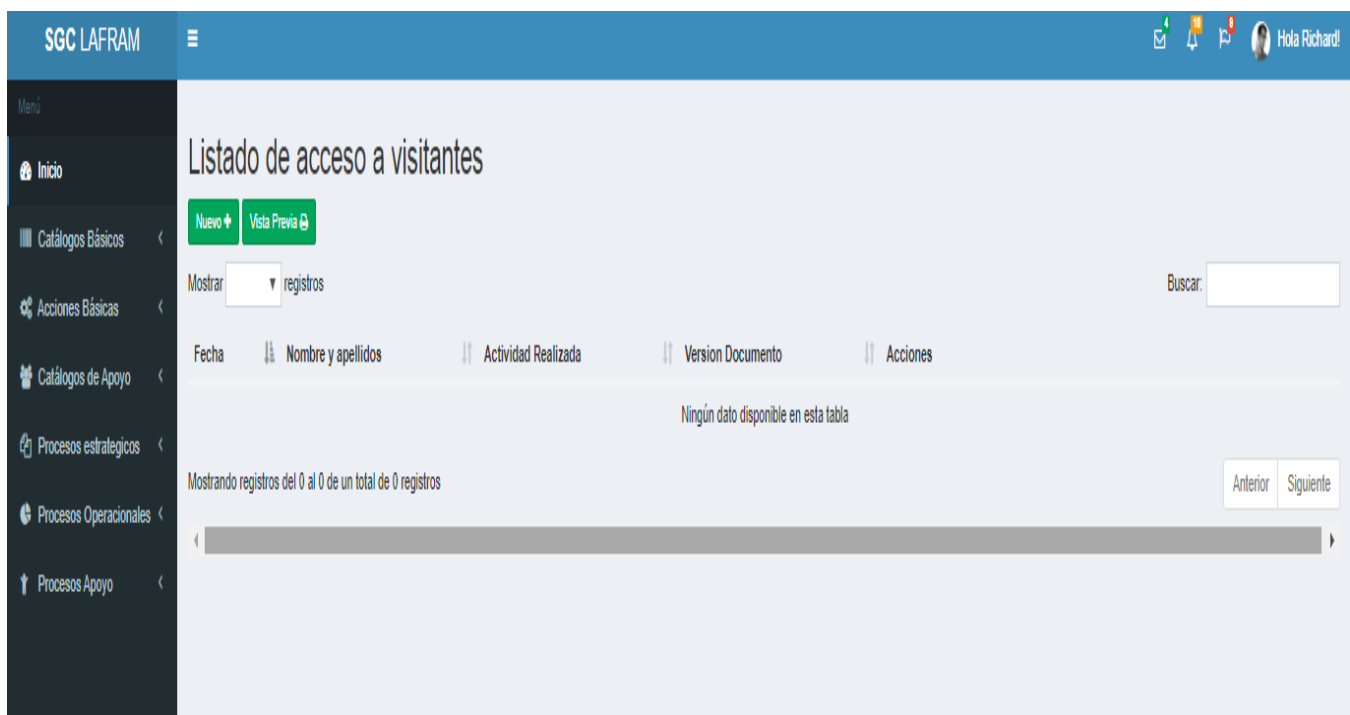 SGC LAFRAM
4
10
9
Hola Richard!
Menú
Inicio
Catálogos Básicos
Acciones Básicas
Catálogos de Apoyo
Procesos estrategicos
Procesos Operacionales
Procesos Apoyo
Listado de acceso a visitantes
Nuevo
Vista Previa
Mostrar registros
Buscar:
Fecha Nombre y apellidos Actividad Realizada Version Documento Acciones
Ningún dato disponible en esta tabla
Mostrando registros del 0 al 0 de un total de 0 registros
Anterior Siguiente